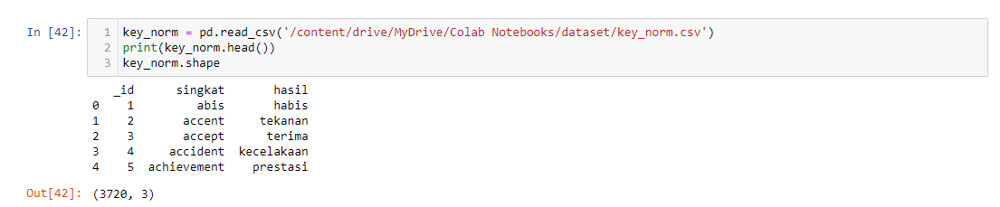 In [42]:
1 key_norm = pd.read_csv('/content/drive/MyDrive/Colab Notebooks/dataset/key_norm.csv')
2 print(key_norm.head())
3 key_norm.shape
_id singkat hasil
0 1 abis habis
1 2 accent tekanan
2 3 accept terima
3 4 accident kecelakaan
4 5 achievement prestasi
Out[42]: (3720, 3)